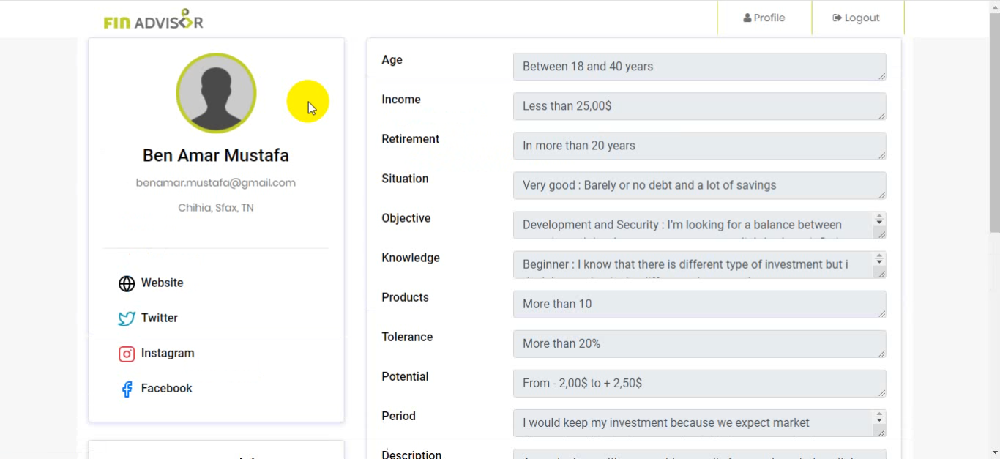 FIN ADVISOR
Profile
Logout
Ben Amar Mustafa
benamar.mustafa@gmail.com
Chihia, Sfax, TN
Website
Twitter
Instagram
Facebook
Age
Between 18 and 40 years
Income
Less than 25,00$
Retirement
In more than 20 years
Situation
Very good : Barely or no debt and a lot of savings
Objective
Development and Security : I'm looking for a balance between
Knowledge
Beginner : I know that there is different type of investment but i
Products
More than 10
Tolerance
More than 20%
Potential
From - 2,00$ to + 2,50$
Period
I would keep my investment because we expect market
Description